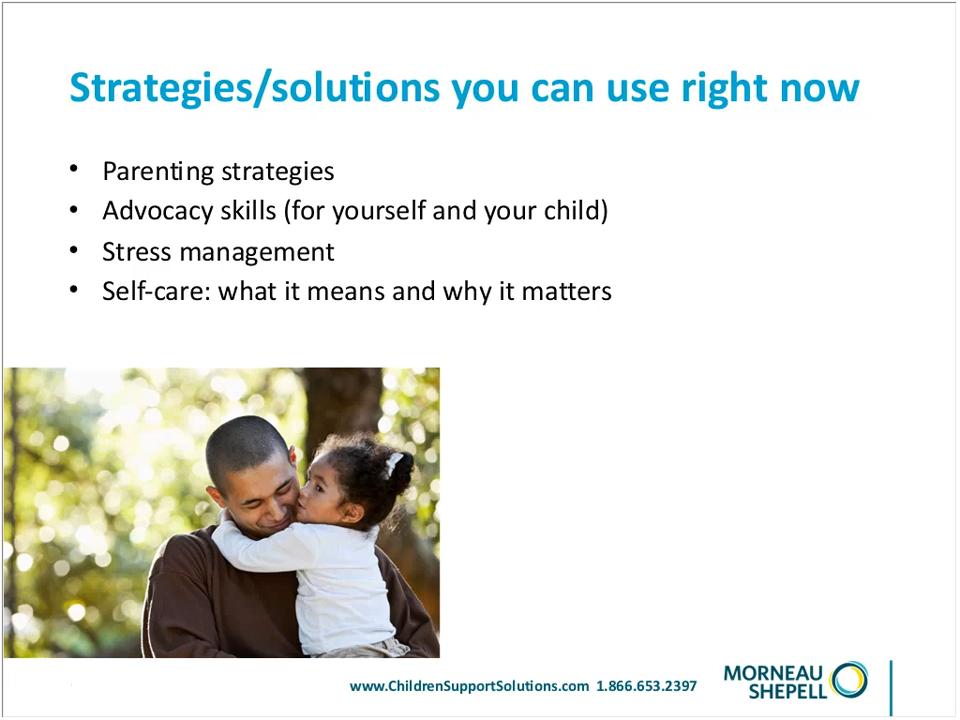 Strategies/solutions you can use right now
• Parenting strategies
• Advocacy skills (for yourself and your child)
• Stress management
• Self-care: what it means and why it matters
www.ChildrenSupportSolutions.com 1.866.653.2397
MORNEAU
SHEPELL